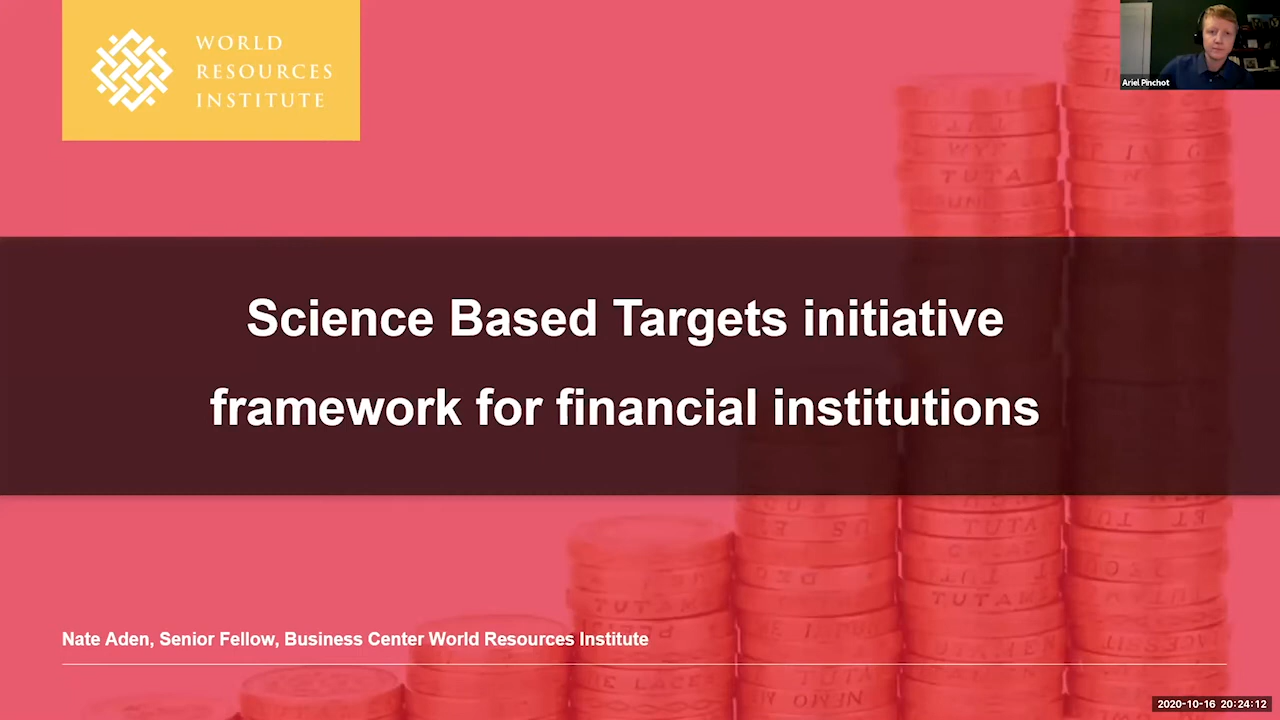 WORLD
RESOURCES
INSTITUTE
Ariel Pinchot
Science Based Targets initiative
framework for financial institutions
Nate Aden, Senior Fellow, Business Center World Resources Institute
2020-10-16 20:24:12